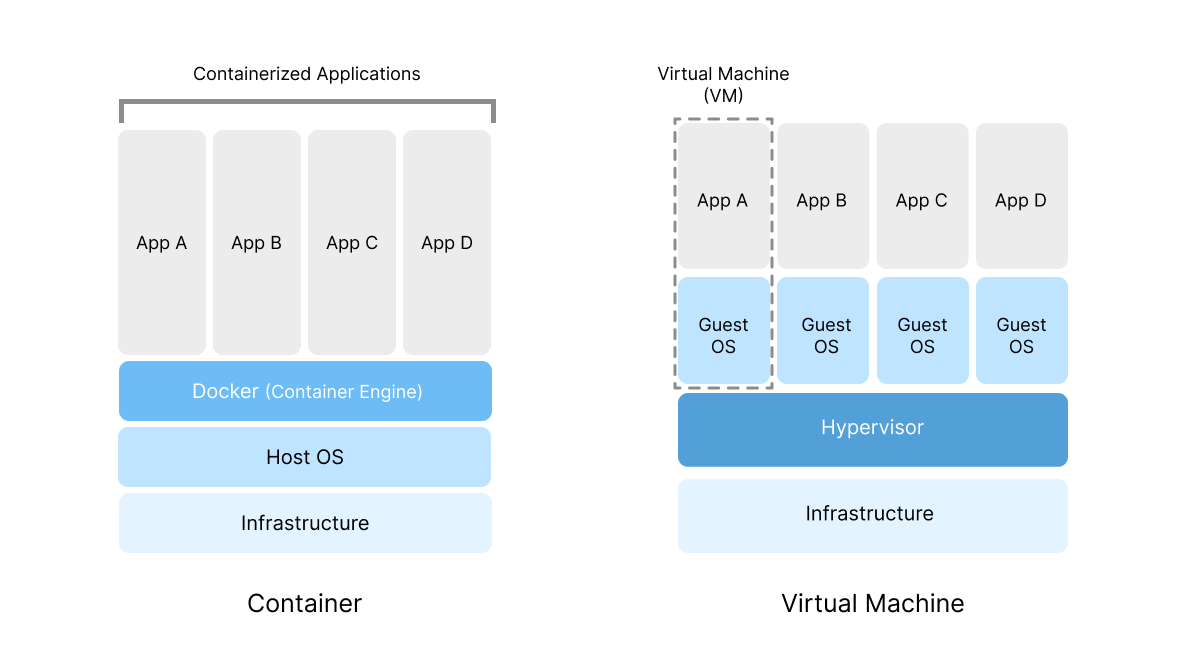 Containerized Applications
App A
App B
App C
App D
Docker (Container Engine)
Host OS
Infrastructure
Container
Virtual Machine
(VM)
App A
App B
App C
App D
Guest
OS
Guest
OS
Guest
OS
Guest
OS
Hypervisor
Infrastructure
Virtual Machine